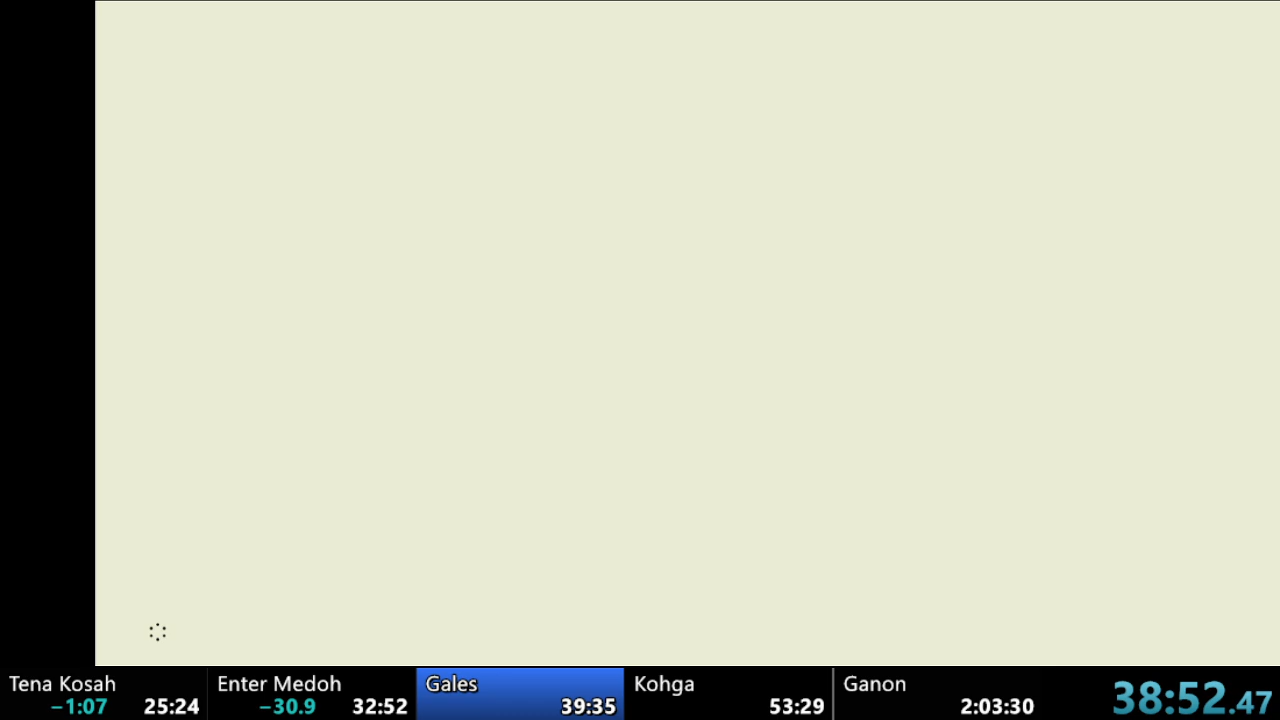 Tena Kosah
−1:07 25:24
Enter Medoh
−30.9 32:52
Gales
39:35
Kohga
53:29
Ganon
2:03:30
38:52.47